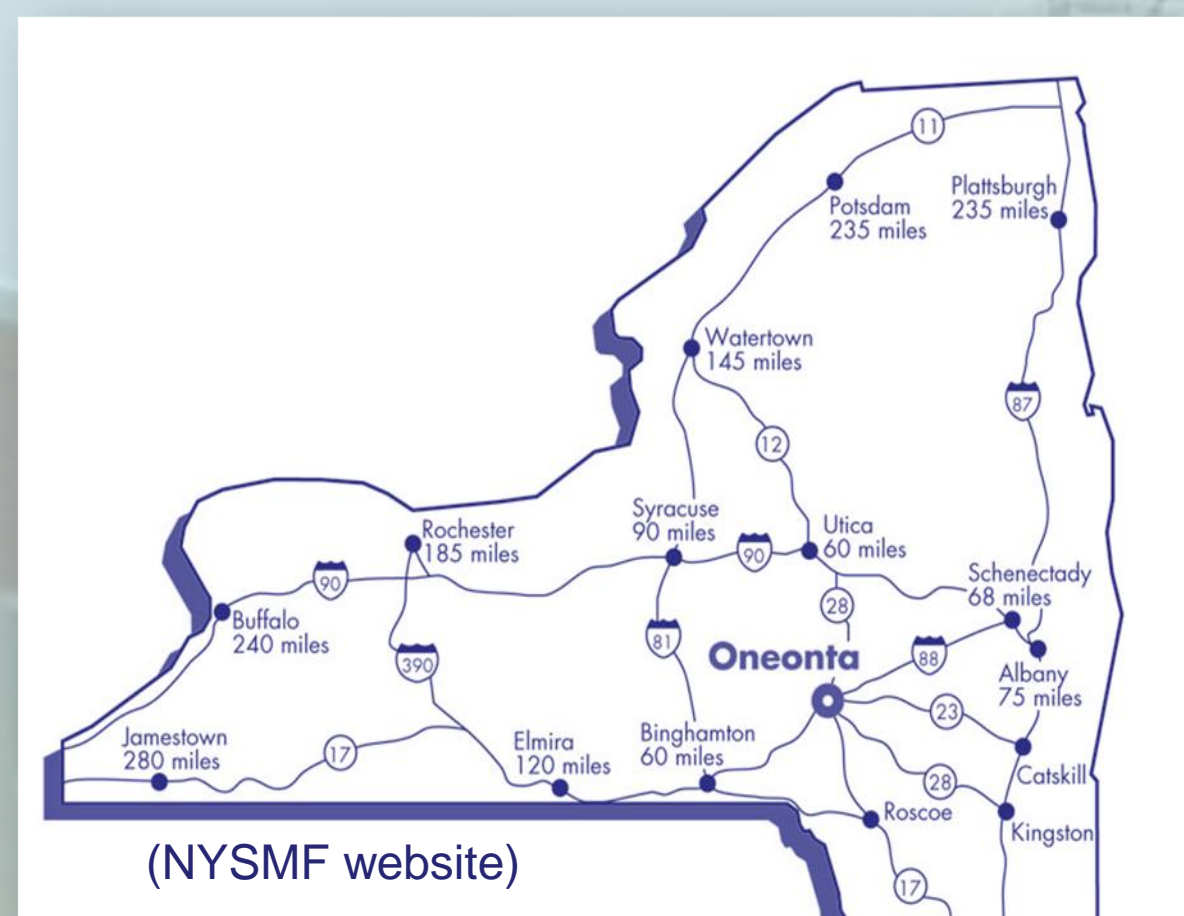 11
Plattsburgh
235 miles
Potsdam
235 miles
Watertown
145 miles
87
12
Syracuse
90 miles
Rochester
185 miles
Utica
60 miles
90
90
Schenectady
68 miles
28
Buffalo
240 miles
81
Oneonta
88
390
Albany
75 miles
23
Jamestown
280 miles
17
Elmira
120 miles
Binghamton
60 miles
28
Catskill
Roscoe
Kingston
(NYSMF website)
17